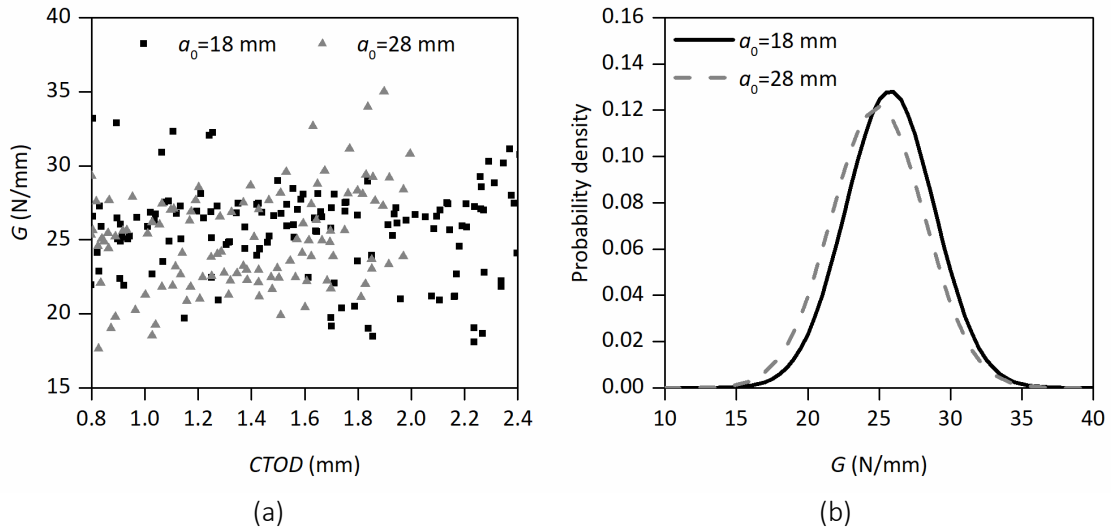 40
35
30
25
20
15
G (N/mm)
a₀=18 mm
a₀=28 mm
0.8 1.0 1.2 1.4 1.6 1.8 2.0 2.2 2.4
CTOD (mm)
(a)
0.16
0.14
0.12
0.10
0.08
0.06
0.04
0.02
0.00
Probability density
a₀=18 mm
a₀=28 mm
10 15 20 25 30 35 40
G (N/mm)
(b)